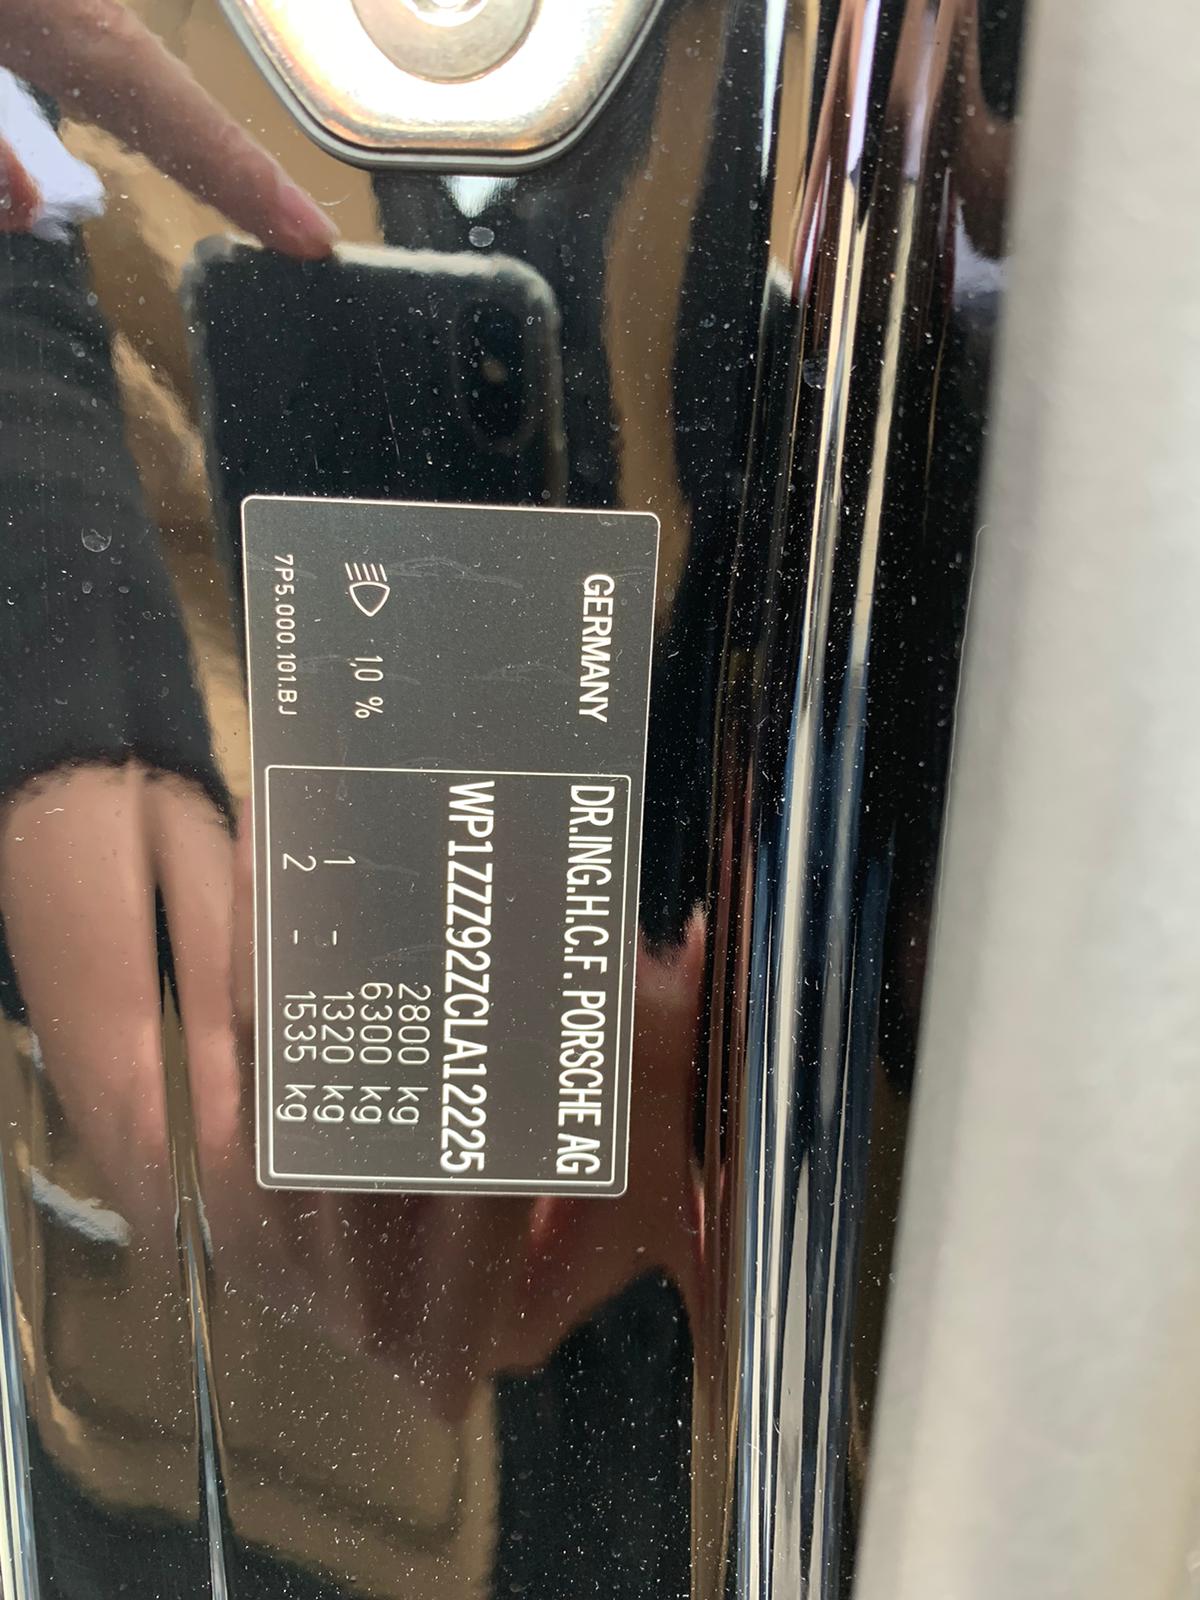 GERMANY
1,0 %
7P5.000.101.BJ
DR.ING.H.C.F. PORSCHE AG
WP1ZZZ92ZCLA12225
2800 kg
6300 kg
1 - 1320 kg
2 - 1535 kg